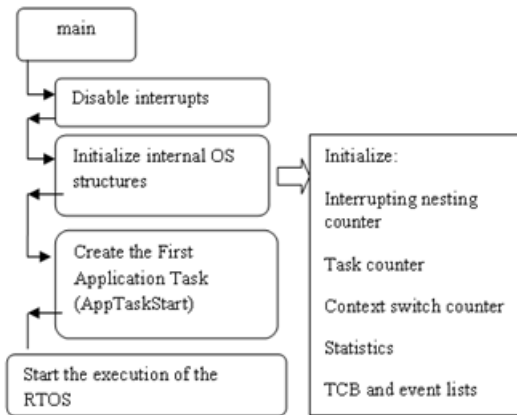 main
Disable interrupts
Initialize internal OS
structures
Create the First
Application Task
(AppTaskStart)
Start the execution of the
RTOS
Initialize:
Interrupting nesting
counter
Task counter
Context switch counter
Statistics
TCB and event lists